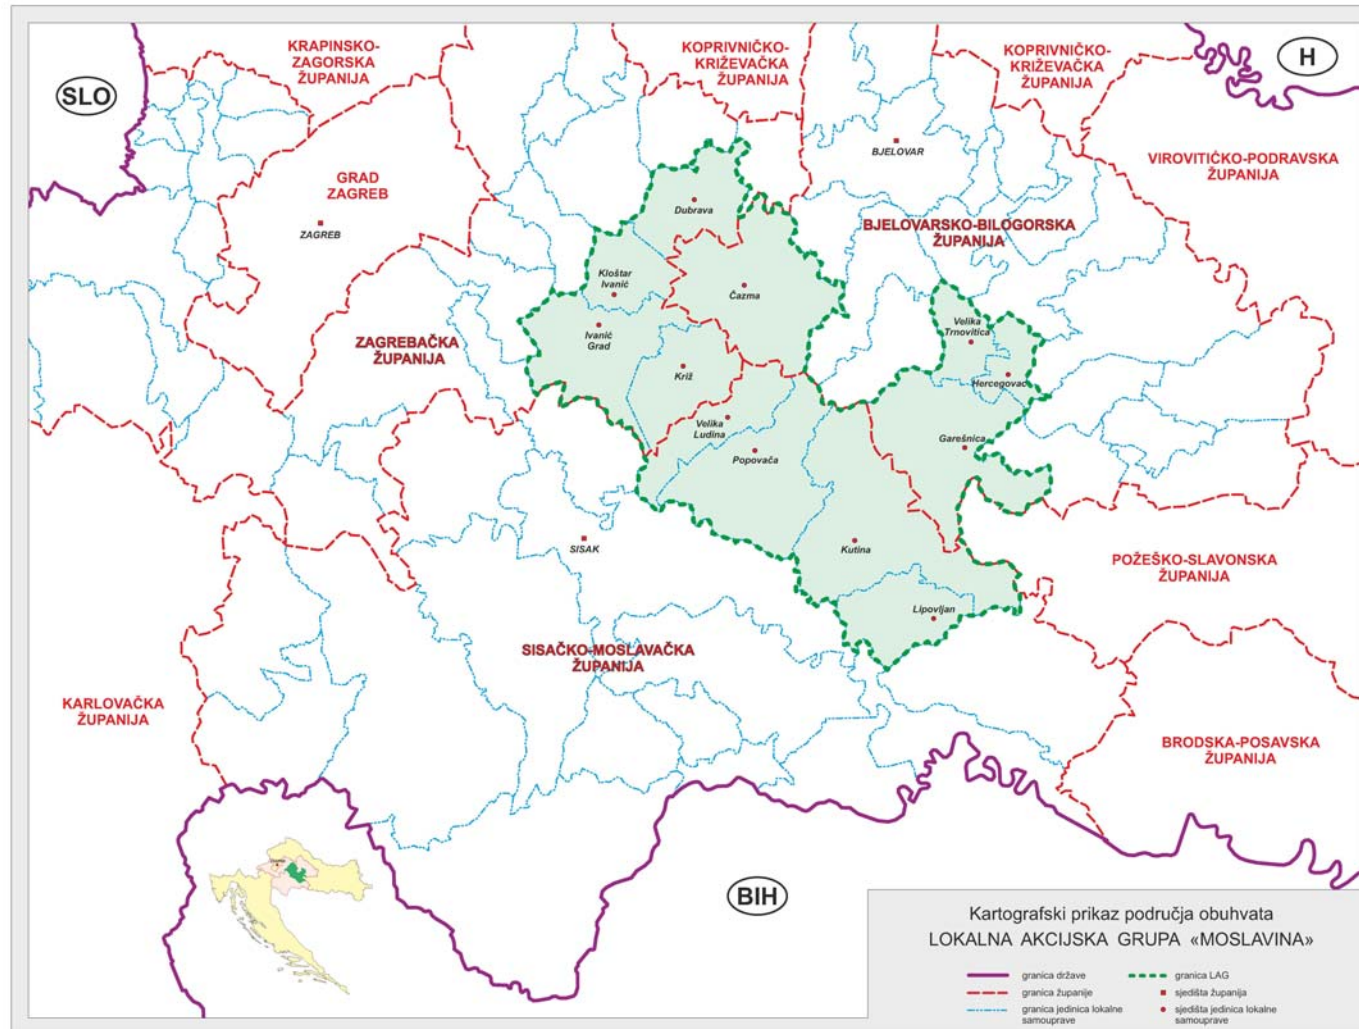 KRAPINSKO-
ZAGORSKA
ŽUPANIJA
KOPRIVNIČKO-
KRIŽEVAČKA
ŽUPANIJA
KOPRIVNIČKO-
KRIŽEVAČKA
ŽUPANIJA
H
SLO
BJELOVAR
VIROVITIČKO-PODRAVSKA
ŽUPANIJA
GRAD
ZAGREB
ZAGREB
Dubrava
BJELOVARSKO-BILOGORSKA
ŽUPANIJA
Kloštar
Ivanić
Čazma
Ivanić
Grad
Velika
Trnovitica
ZAGREBAČKA
ŽUPANIJA
Križ
Hercegovac
Velika
Ludina
Popovača
Garešnica
SISAK
Kutina
POŽEŠKO-SLAVONSKA
ŽUPANIJA
Lipovljan
SISAČKO-MOSLAVAČKA
ŽUPANIJA
KARLOVAČKA
ŽUPANIJA
BRODSKA-POSAVSKA
ŽUPANIJA
BIH
Kartografski prikaz područja obuhvata
LOKALNA AKCIJSKA GRUPA «MOSLAVINA»
granica države
granica LAG
granica županije
sjedišta županija
granica jedinica lokalne
samouprave
sjedišta jedinica lokalne
samouprave